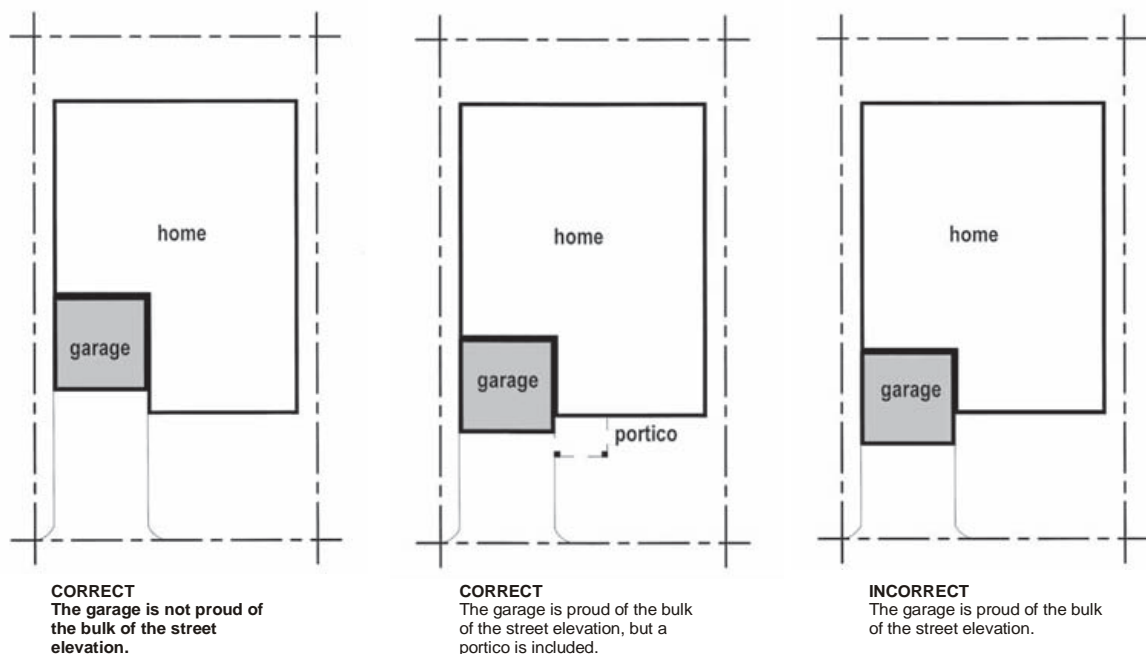 home
garage
home
garage
portico
home
garage
CORRECT
The garage is not proud of
the bulk of the street
elevation.
CORRECT
The garage is proud of the bulk
of the street elevation, but a
portico is included.
INCORRECT
The garage is proud of the bulk
of the street elevation.